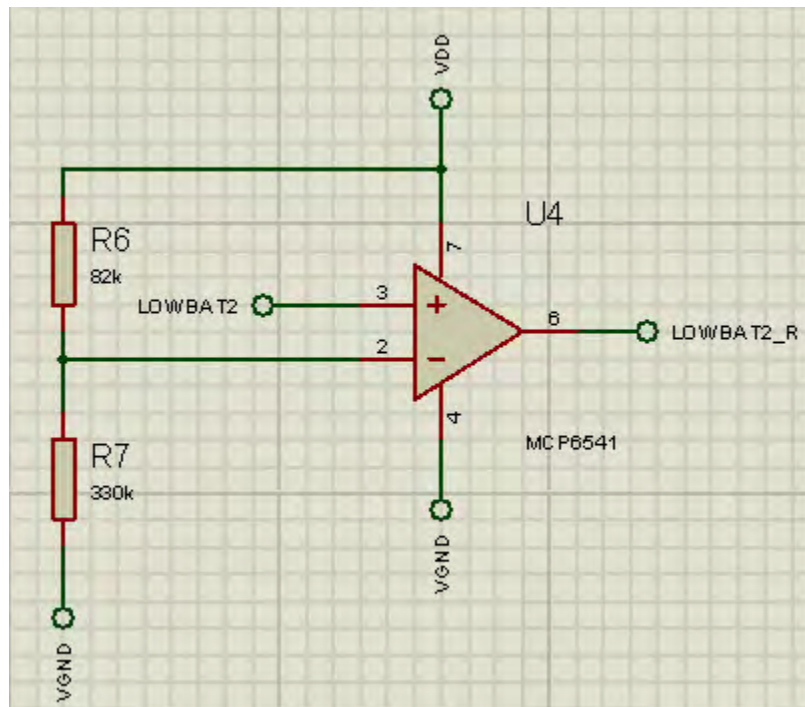 VDD
U4
R6
82k
7
LOWBAT2
3
+
6
LOWBAT2_R
2
−
4
R7
330k
MCP6541
VGND
VGND